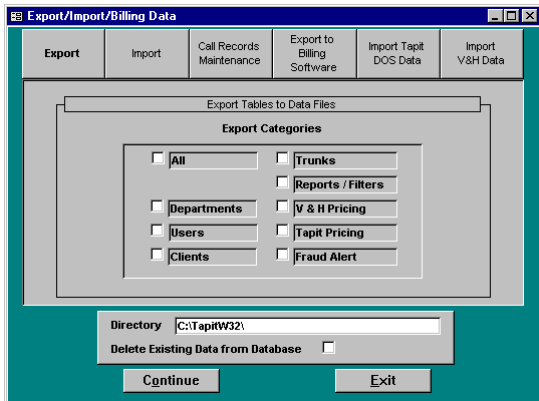 Export/Import/Billing Data
Export
Import
Call Records
Maintenance
Export to
Billing
Software
Import Tapit
DOS Data
Import
V&H Data
Export Tables to Data Files
Export Categories
All
Trunks
Reports / Filters
Departments
V & H Pricing
Users
Tapit Pricing
Clients
Fraud Alert
Directory C:\TapitW32\
Delete Existing Data from Database
Continue
Exit